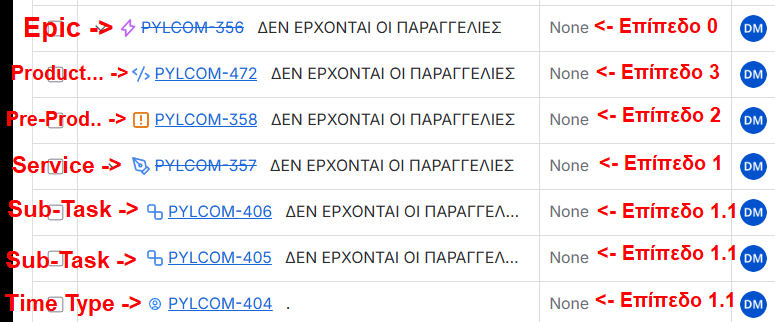 Epic -> PYLCOM-356 ΔΕΝ ΕΡΧΟΝΤΑΙ ΟΙ ΠΑΡΑΓΓΕΛΙΕΣ None <- Επίπεδο 0 DM
Product... -> PYLCOM-472 ΔΕΝ ΕΡΧΟΝΤΑΙ ΟΙ ΠΑΡΑΓΓΕΛΙΕΣ None <- Επίπεδο 3 DM
Pre-Prod.. -> PYLCOM-358 ΔΕΝ ΕΡΧΟΝΤΑΙ ΟΙ ΠΑΡΑΓΓΕΛΙΕΣ None <- Επίπεδο 2 DM
Service -> PYLCOM-357 ΔΕΝ ΕΡΧΟΝΤΑΙ ΟΙ ΠΑΡΑΓΓΕΛΙΕΣ None <- Επίπεδο 1 DM
Sub-Task -> PYLCOM-406 ΔΕΝ ΕΡΧΟΝΤΑΙ ΟΙ ΠΑΡΑΓΓΕΛ... None <- Επίπεδο 1.1 DM
Sub-Task -> PYLCOM-405 ΔΕΝ ΕΡΧΟΝΤΑΙ ΟΙ ΠΑΡΑΓΓΕΛ... None <- Επίπεδο 1.1 DM
Time Type -> PYLCOM-404 . None <- Επίπεδο 1.1 DM